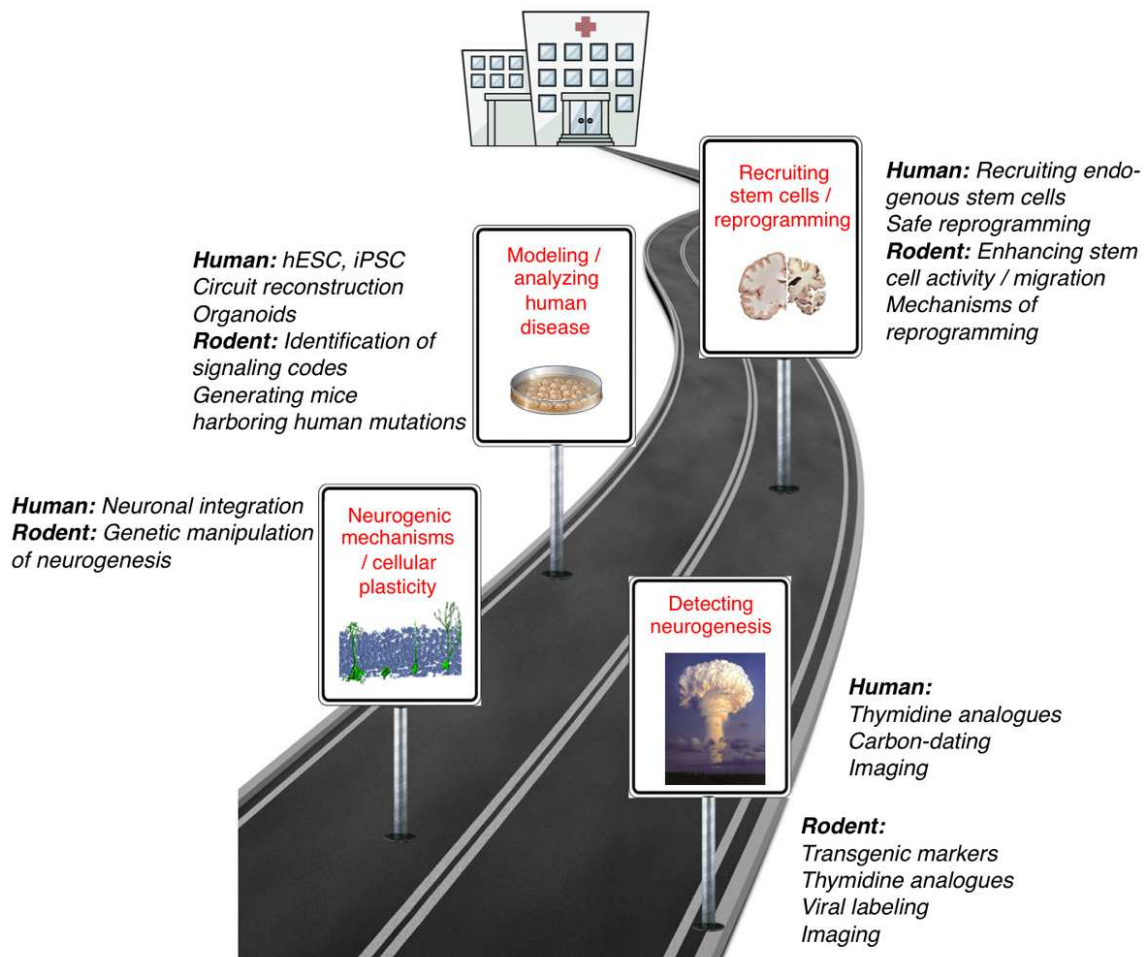 Recruiting
stem cells /
reprogramming
Human: Recruiting endo-
genous stem cells
Safe reprogramming
Rodent: Enhancing stem
cell activity / migration
Mechanisms of
reprogramming
Modeling /
analyzing
human
disease
Human: hESC, iPSC
Circuit reconstruction
Organoids
Rodent: Identification of
signaling codes
Generating mice
harboring human mutations
Human: Neuronal integration
Rodent: Genetic manipulation
of neurogenesis
Neurogenic
mechanisms
/ cellular
plasticity
Detecting
neurogenesis
Human:
Thymidine analogues
Carbon-dating
Imaging
Rodent:
Transgenic markers
Thymidine analogues
Viral labeling
Imaging